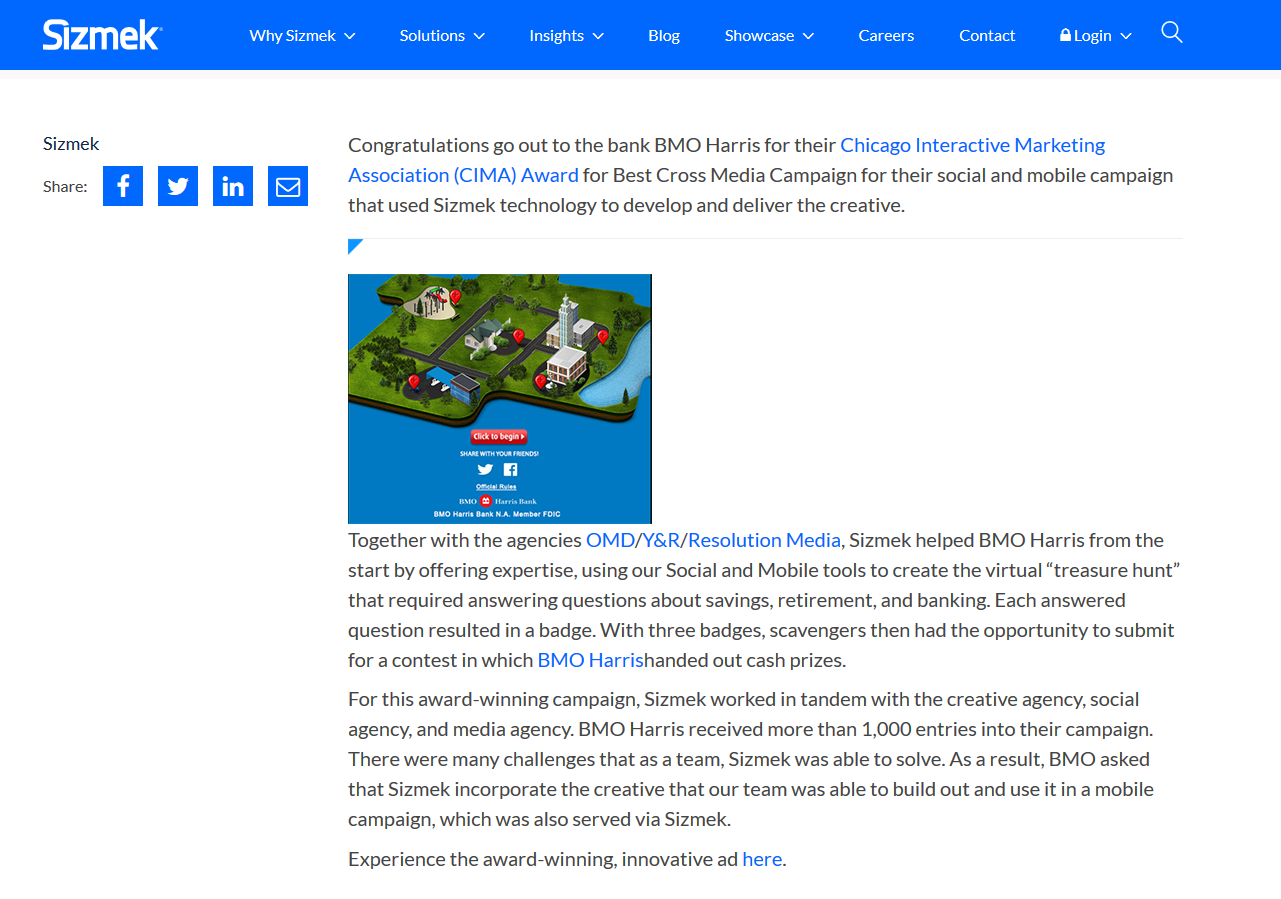 Sizmek
Why Sizmek
Solutions
Insights
Blog
Showcase
Careers
Contact
Login
Sizmek
Share:
Congratulations go out to the bank BMO Harris for their Chicago Interactive Marketing
Association (CIMA) Award for Best Cross Media Campaign for their social and mobile campaign
that used Sizmek technology to develop and deliver the creative.
Click to begin
SHARE WITH YOUR FRIENDS!
Official Rules
BMO Harris Bank
BMO Harris Bank N.A. Member FDIC
Together with the agencies OMD/Y&R/Resolution Media, Sizmek helped BMO Harris from the
start by offering expertise, using our Social and Mobile tools to create the virtual “treasure hunt”
that required answering questions about savings, retirement, and banking. Each answered
question resulted in a badge. With three badges, scavengers then had the opportunity to submit
for a contest in which BMO Harrishanded out cash prizes.
For this award-winning campaign, Sizmek worked in tandem with the creative agency, social
agency, and media agency. BMO Harris received more than 1,000 entries into their campaign.
There were many challenges that as a team, Sizmek was able to solve. As a result, BMO asked
that Sizmek incorporate the creative that our team was able to build out and use it in a mobile
campaign, which was also served via Sizmek.
Experience the award-winning, innovative ad here.